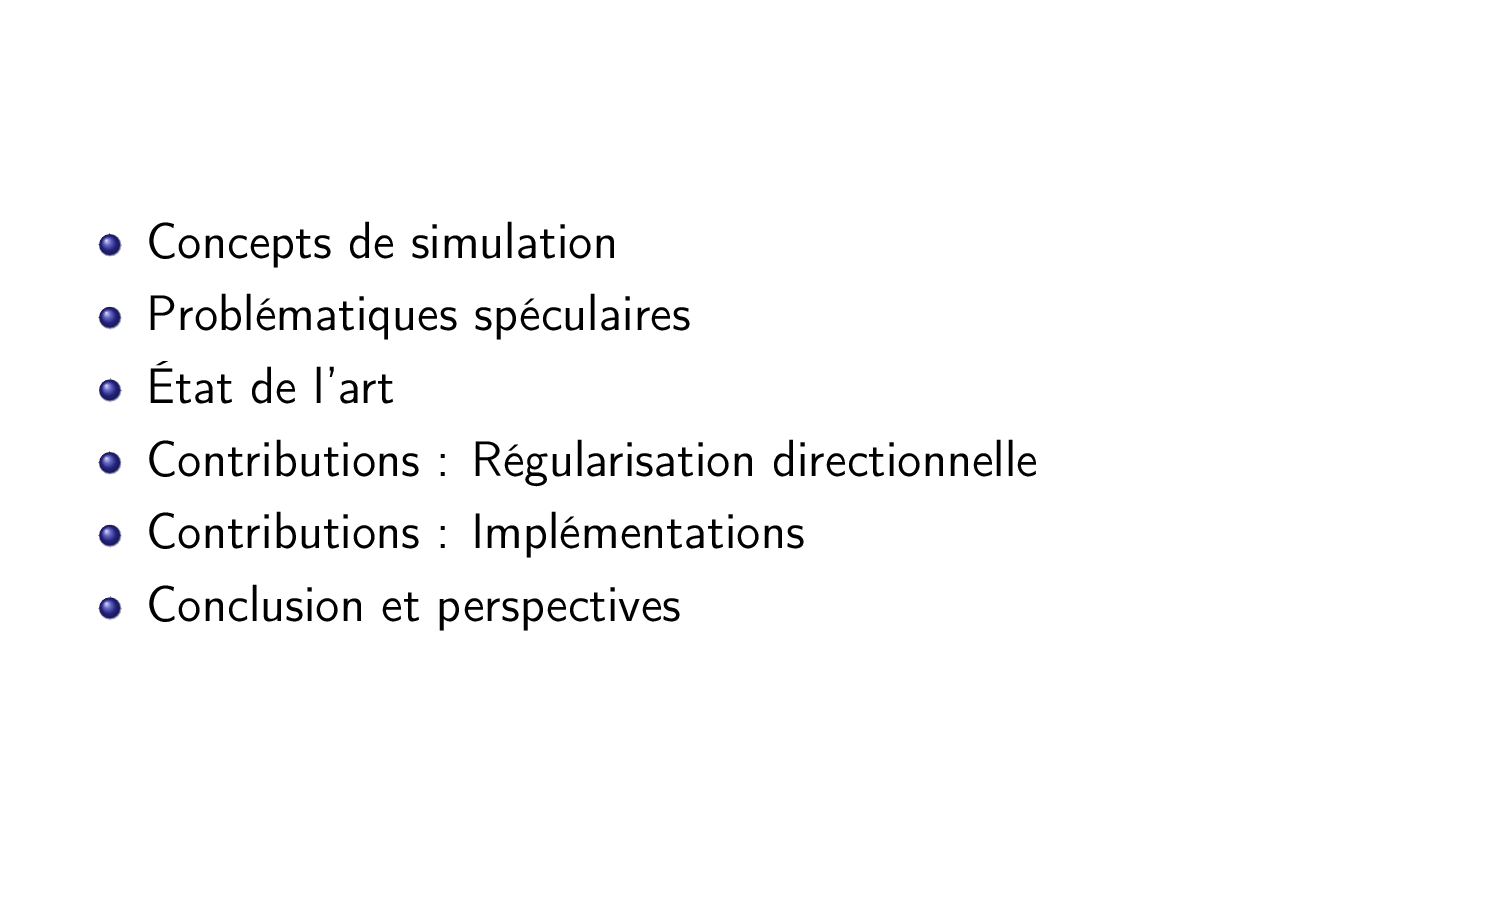 Concepts de simulation
Problématiques spéculaires
État de l'art
Contributions : Régularisation directionnelle
Contributions : Implémentations
Conclusion et perspectives